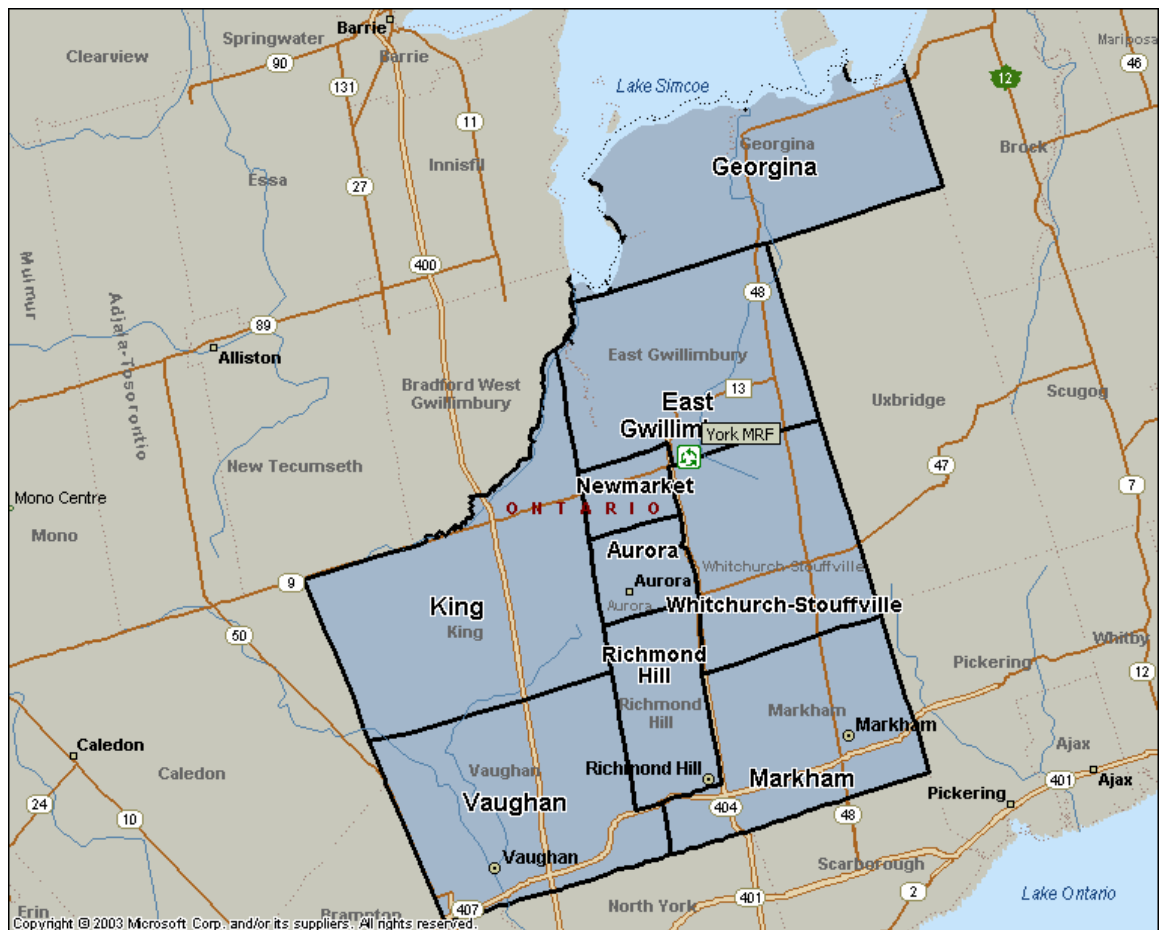 Barrie
Springwater
Clearview
Barrie
90
131
Lake Simcoe
12
Mariposa
46
11
Georgina
Georgina
Brock
Innisfil
Essa
27
Mulmur
400
Adjala-Tosorontio
48
89
Alliston
East Gwillimbury
Bradford West
Gwillimbury
13
Scugog
Uxbridge
East
Gwillimb
York MRF
47
New Tecumseth
7
Newmarket
Mono Centre
ONTARIO
Mono
Aurora
Whitchurch-Stouffville
9
Aurora
King
Aurora
Whitchurch-Stouffville
King
50
Whitby
Richmond
Hill
Pickering
12
Richmond
Hill
Markham
Markham
Caledon
Caledon
Vaughan
Richmond Hill
Markham
Ajax
401
Ajax
Vaughan
24
10
404
48
Pickering
Vaughan
Scarborough
401
2
Lake Ontario
Erin
Brampton
407
North York
Copyright © 2003 Microsoft Corp. and/or its suppliers. All rights reserved.